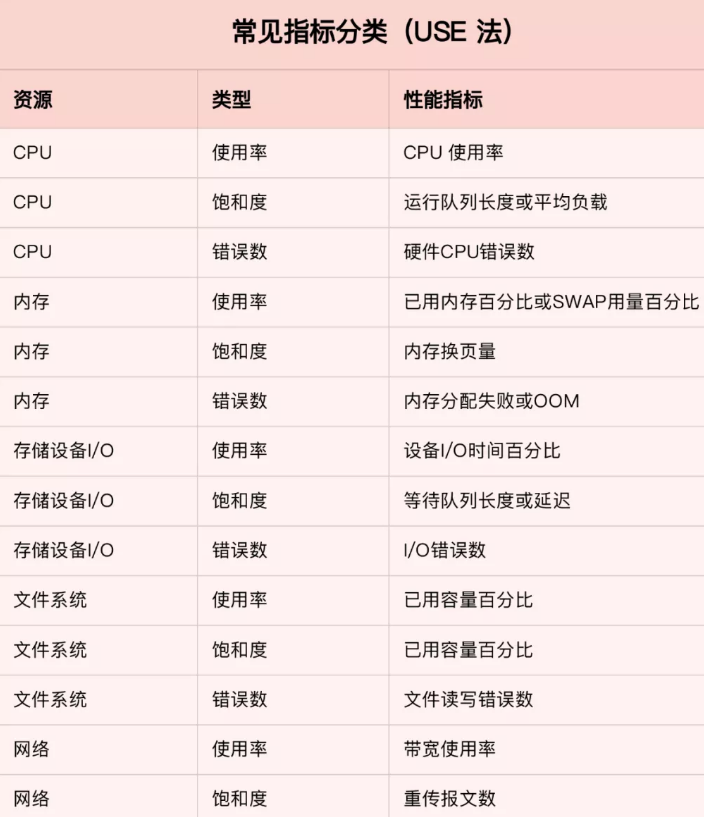 常见指标分类（USE 法）
资源 类型 性能指标
CPU 使用率 CPU 使用率
CPU 饱和度 运行队列长度或平均负载
CPU 错误数 硬件CPU错误数
内存 使用率 已用内存百分比或SWAP用量百分比
内存 饱和度 内存换页量
内存 错误数 内存分配失败或OOM
存储设备I/O 使用率 设备I/O时间百分比
存储设备I/O 饱和度 等待队列长度或延迟
存储设备I/O 错误数 I/O错误数
文件系统 使用率 已用容量百分比
文件系统 饱和度 已用容量百分比
文件系统 错误数 文件读写错误数
网络 使用率 带宽使用率
网络 饱和度 重传报文数